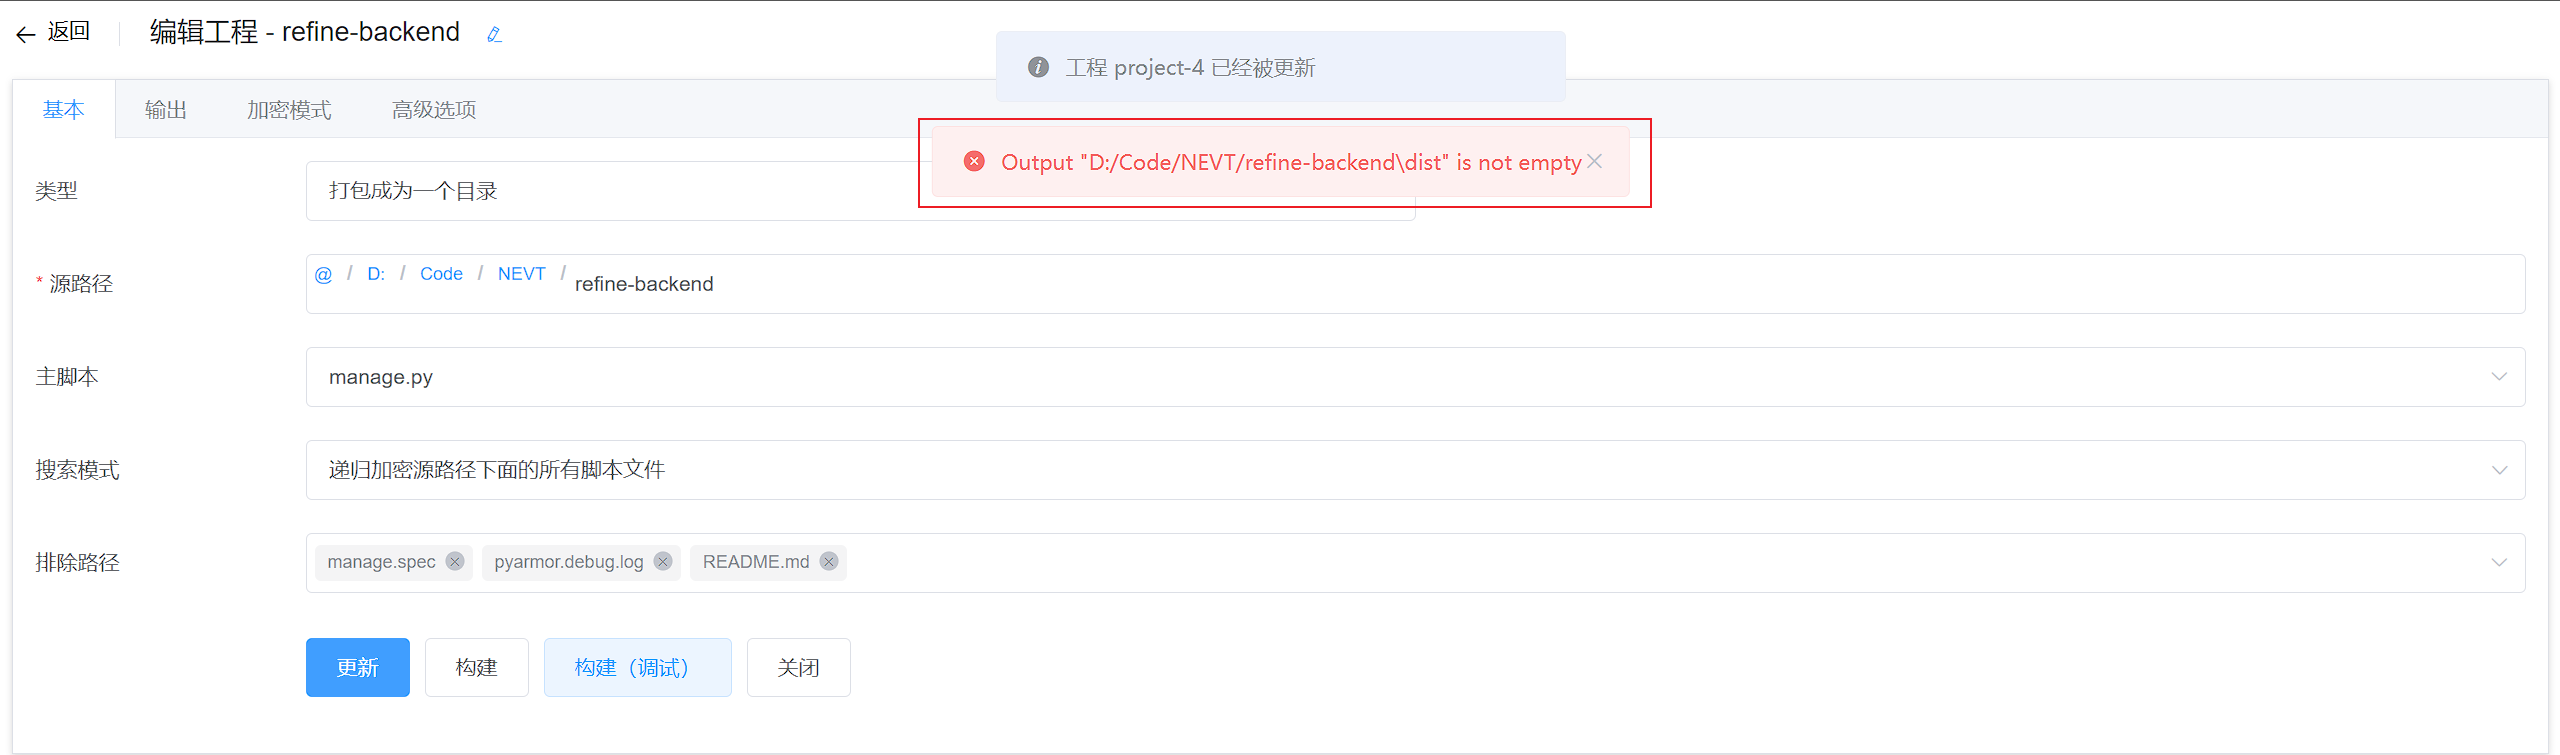 返回
编辑工程 - refine-backend
工程 project-4 已经被更新
基本
输出
加密模式
高级选项
Output "D:/Code/NEVT/refine-backend\dist" is not empty
类型
打包成为一个目录
* 源路径
@ / D: / Code / NEVT / refine-backend
主脚本
manage.py
搜索模式
递归加密源路径下面的所有脚本文件
排除路径
manage.spec
pyarmor.debug.log
README.md
更新
构建
构建（调试）
关闭